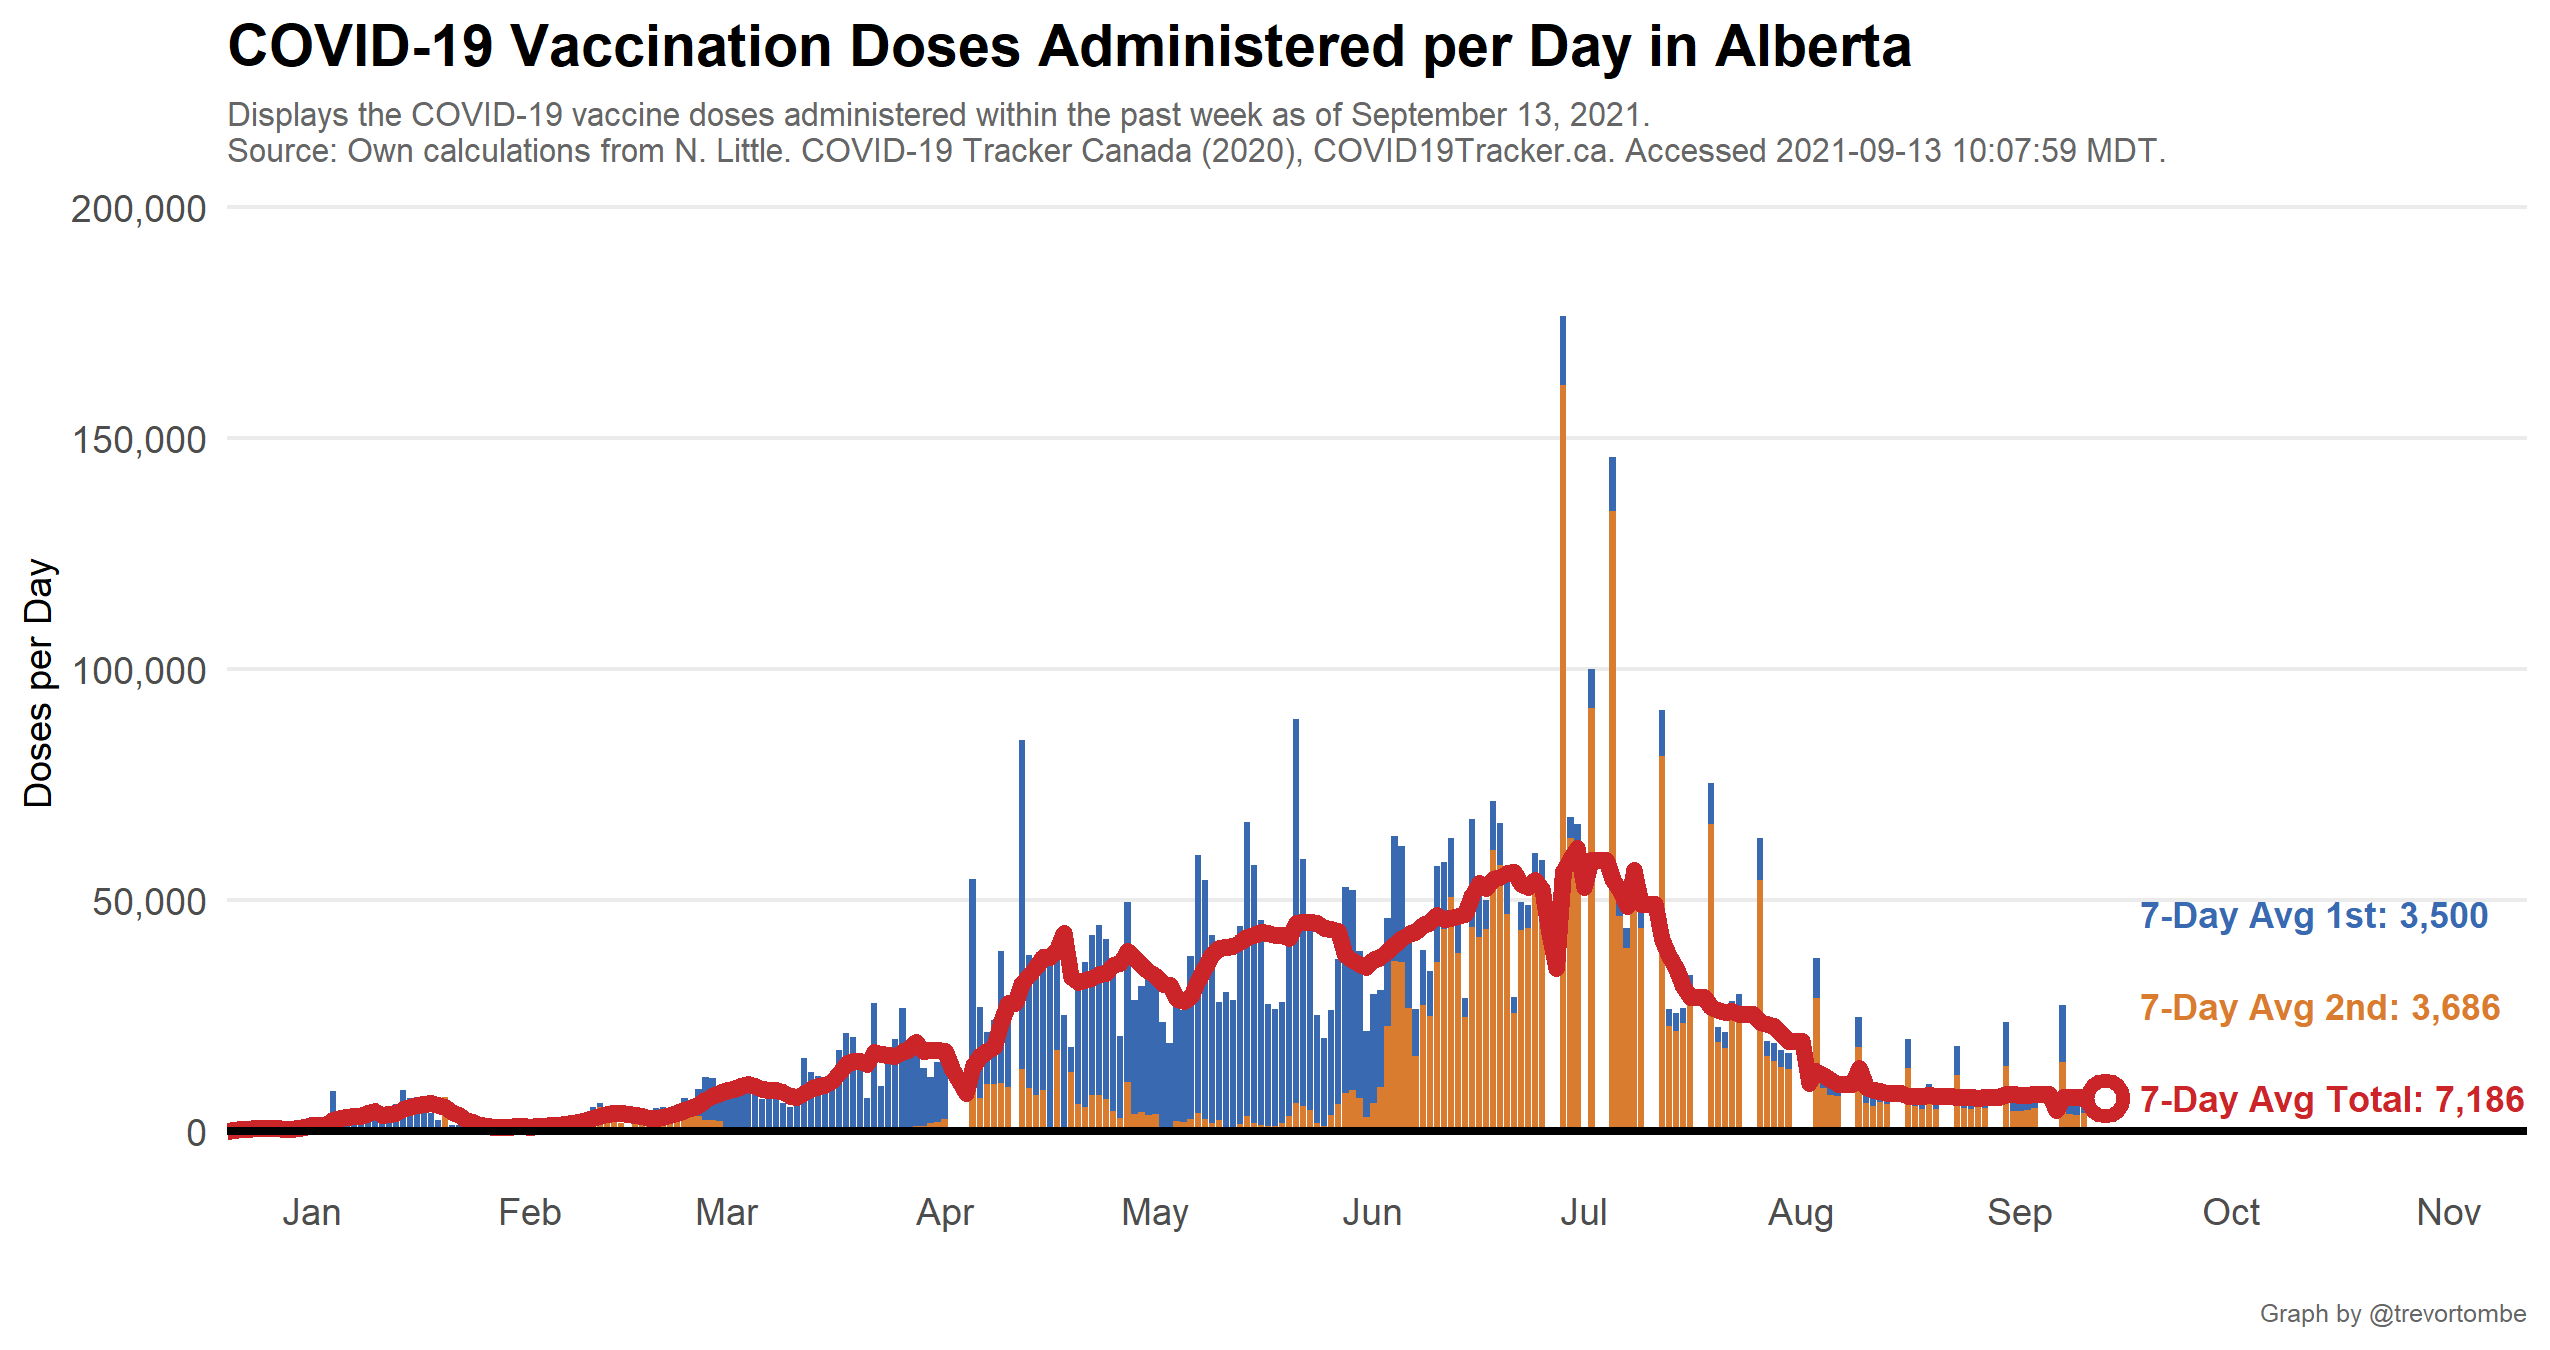 COVID-19 Vaccination Doses Administered per Day in Alberta
Displays the COVID-19 vaccine doses administered within the past week as of September 13, 2021.
Source: Own calculations from N. Little. COVID-19 Tracker Canada (2020), COVID19Tracker.ca. Accessed 2021-09-13 10:07:59 MDT.
200,000
150,000
100,000
50,000
0
Doses per Day
7-Day Avg 1st: 3,500
7-Day Avg 2nd: 3,686
7-Day Avg Total: 7,186
Jan Feb Mar Apr May Jun Jul Aug Sep Oct Nov
Graph by @trevortombe